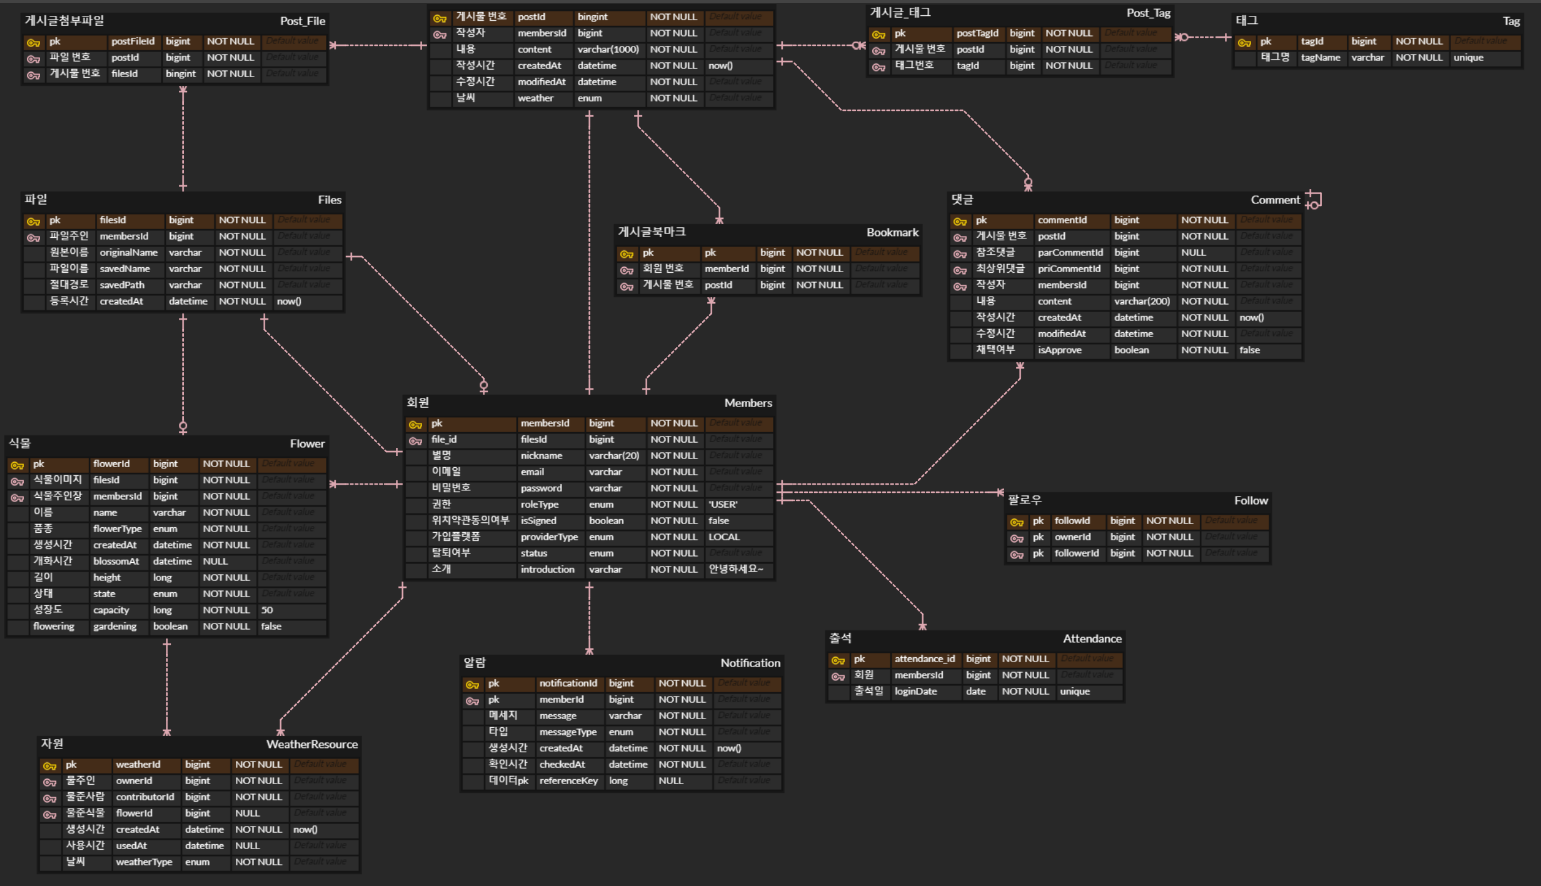 게시글첨부파일 Post_File
pk postFileId bigint NOT NULL Default value
파일 번호 postId bigint NOT NULL Default value
게시물 번호 filesId bingint NOT NULL Default value
게시물 번호 postId bingint NOT NULL Default value
작성자 membersId bigint NOT NULL Default value
내용 content varchar(1000) NOT NULL Default value
작성시간 createdAt datetime NOT NULL now()
수정시간 modifiedAt datetime NOT NULL Default value
날씨 weather enum NOT NULL Default value
게시글_태그 Post_Tag
pk postTagId bigint NOT NULL Default value
게시물 번호 postId bigint NOT NULL Default value
태그번호 tagId bigint NOT NULL Default value
태그 Tag
pk tagId bigint NOT NULL Default value
태그명 tagName varchar NOT NULL unique
파일 Files
pk filesId bigint NOT NULL Default value
파일주인 membersId bigint NOT NULL Default value
원본이름 originalName varchar NOT NULL Default value
파일이름 savedName varchar NOT NULL Default value
절대경로 savedPath varchar NOT NULL Default value
등록시간 createdAt datetime NOT NULL now()
게시글북마크 Bookmark
pk pk bigint NOT NULL Default value
회원 번호 memberId bigint NOT NULL Default value
게시물 번호 postId bigint NOT NULL Default value
댓글 Comment
pk commentId bigint NOT NULL Default value
게시물 번호 postId bigint NOT NULL Default value
참조댓글 parCommentId bigint NULL Default value
최상위댓글 priCommentId bigint NOT NULL Default value
작성자 membersId bigint NOT NULL Default value
내용 content varchar(200) NOT NULL Default value
작성시간 createdAt datetime NOT NULL now()
수정시간 modifiedAt datetime NOT NULL Default value
채택여부 isApprove boolean NOT NULL false
회원 Members
pk membersId bigint NOT NULL Default value
file_id filesId bigint NOT NULL Default value
별명 nickname varchar(20) NOT NULL Default value
이메일 email varchar NOT NULL Default value
비밀번호 password varchar NOT NULL Default value
권한 roleType enum NOT NULL 'USER'
위치약관동의여부 isSigned boolean NOT NULL false
가입플랫폼 providerType enum NOT NULL LOCAL
탈퇴여부 status enum NOT NULL Default value
소개 introduction varchar NOT NULL 안녕하세요~
식물 Flower
pk flowerId bigint NOT NULL Default value
식물이미지 filesId bigint NOT NULL Default value
식물주인장 membersId bigint NOT NULL Default value
이름 name varchar NOT NULL Default value
품종 flowerType enum NOT NULL Default value
생성시간 createdAt datetime NOT NULL Default value
개화시간 blossomAt datetime NULL Default value
길이 height long NOT NULL Default value
상태 state enum NOT NULL Default value
성장도 capacity long NOT NULL 50
flowering gardening boolean NOT NULL false
팔로우 Follow
pk followId bigint NOT NULL Default value
pk ownerId bigint NOT NULL Default value
pk followerId bigint NOT NULL Default value
출석 Attendance
pk attendance_id bigint NOT NULL Default value
회원 membersId bigint NOT NULL Default value
출석일 loginDate date NOT NULL unique
알람 Notification
pk notificationId bigint NOT NULL Default value
pk memberId bigint NOT NULL Default value
메세지 message varchar NOT NULL Default value
타입 messageType enum NOT NULL Default value
생성시간 createdAt datetime NOT NULL now()
확인시간 checkedAt datetime NOT NULL Default value
데이터pk referenceKey long NULL Default value
자원 WeatherResource
pk weatherId bigint NOT NULL Default value
물주인 ownerId bigint NOT NULL Default value
물준사람 contributorId bigint NOT NULL Default value
물준식물 flowerId bigint NULL Default value
생성시간 createdAt datetime NOT NULL now()
사용시간 usedAt datetime NULL Default value
날씨 weatherType enum NOT NULL Default value